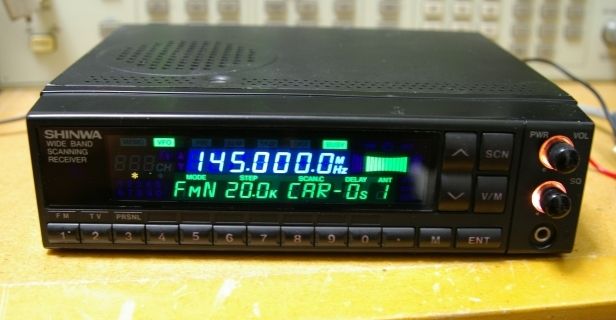 SHINWA
WIDE BAND
SCANNING
RECEIVER
VFO BUSY
145.000.0 MHz
MODE STEP SCAN.C DELAY ANT
FMN 20.0K CAR-0s 1
CH
SCN
V/M
PWR VOL
SQ
FM TV PRSNL
1 2 3 4 5 6 7 8 9 0 . M ENT